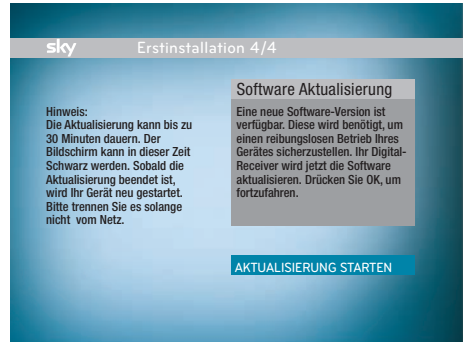 sky Erstinstallation 4/4
Hinweis:
Die Aktualisierung kann bis zu
30 Minuten dauern. Der
Bildschirm kann in dieser Zeit
Schwarz werden. Sobald die
Aktualisierung beendet ist,
wird Ihr Gerät neu gestartet.
Bitte trennen Sie es solange
nicht vom Netz.
Software Aktualisierung
Eine neue Software-Version ist
verfügbar. Diese wird benötigt, um
einen reibungslosen Betrieb Ihres
Gerätes sicherzustellen. Ihr Digital-
Receiver wird jetzt die Software
aktualisieren. Drücken Sie OK, um
fortzufahren.
AKTUALISIERUNG STARTEN